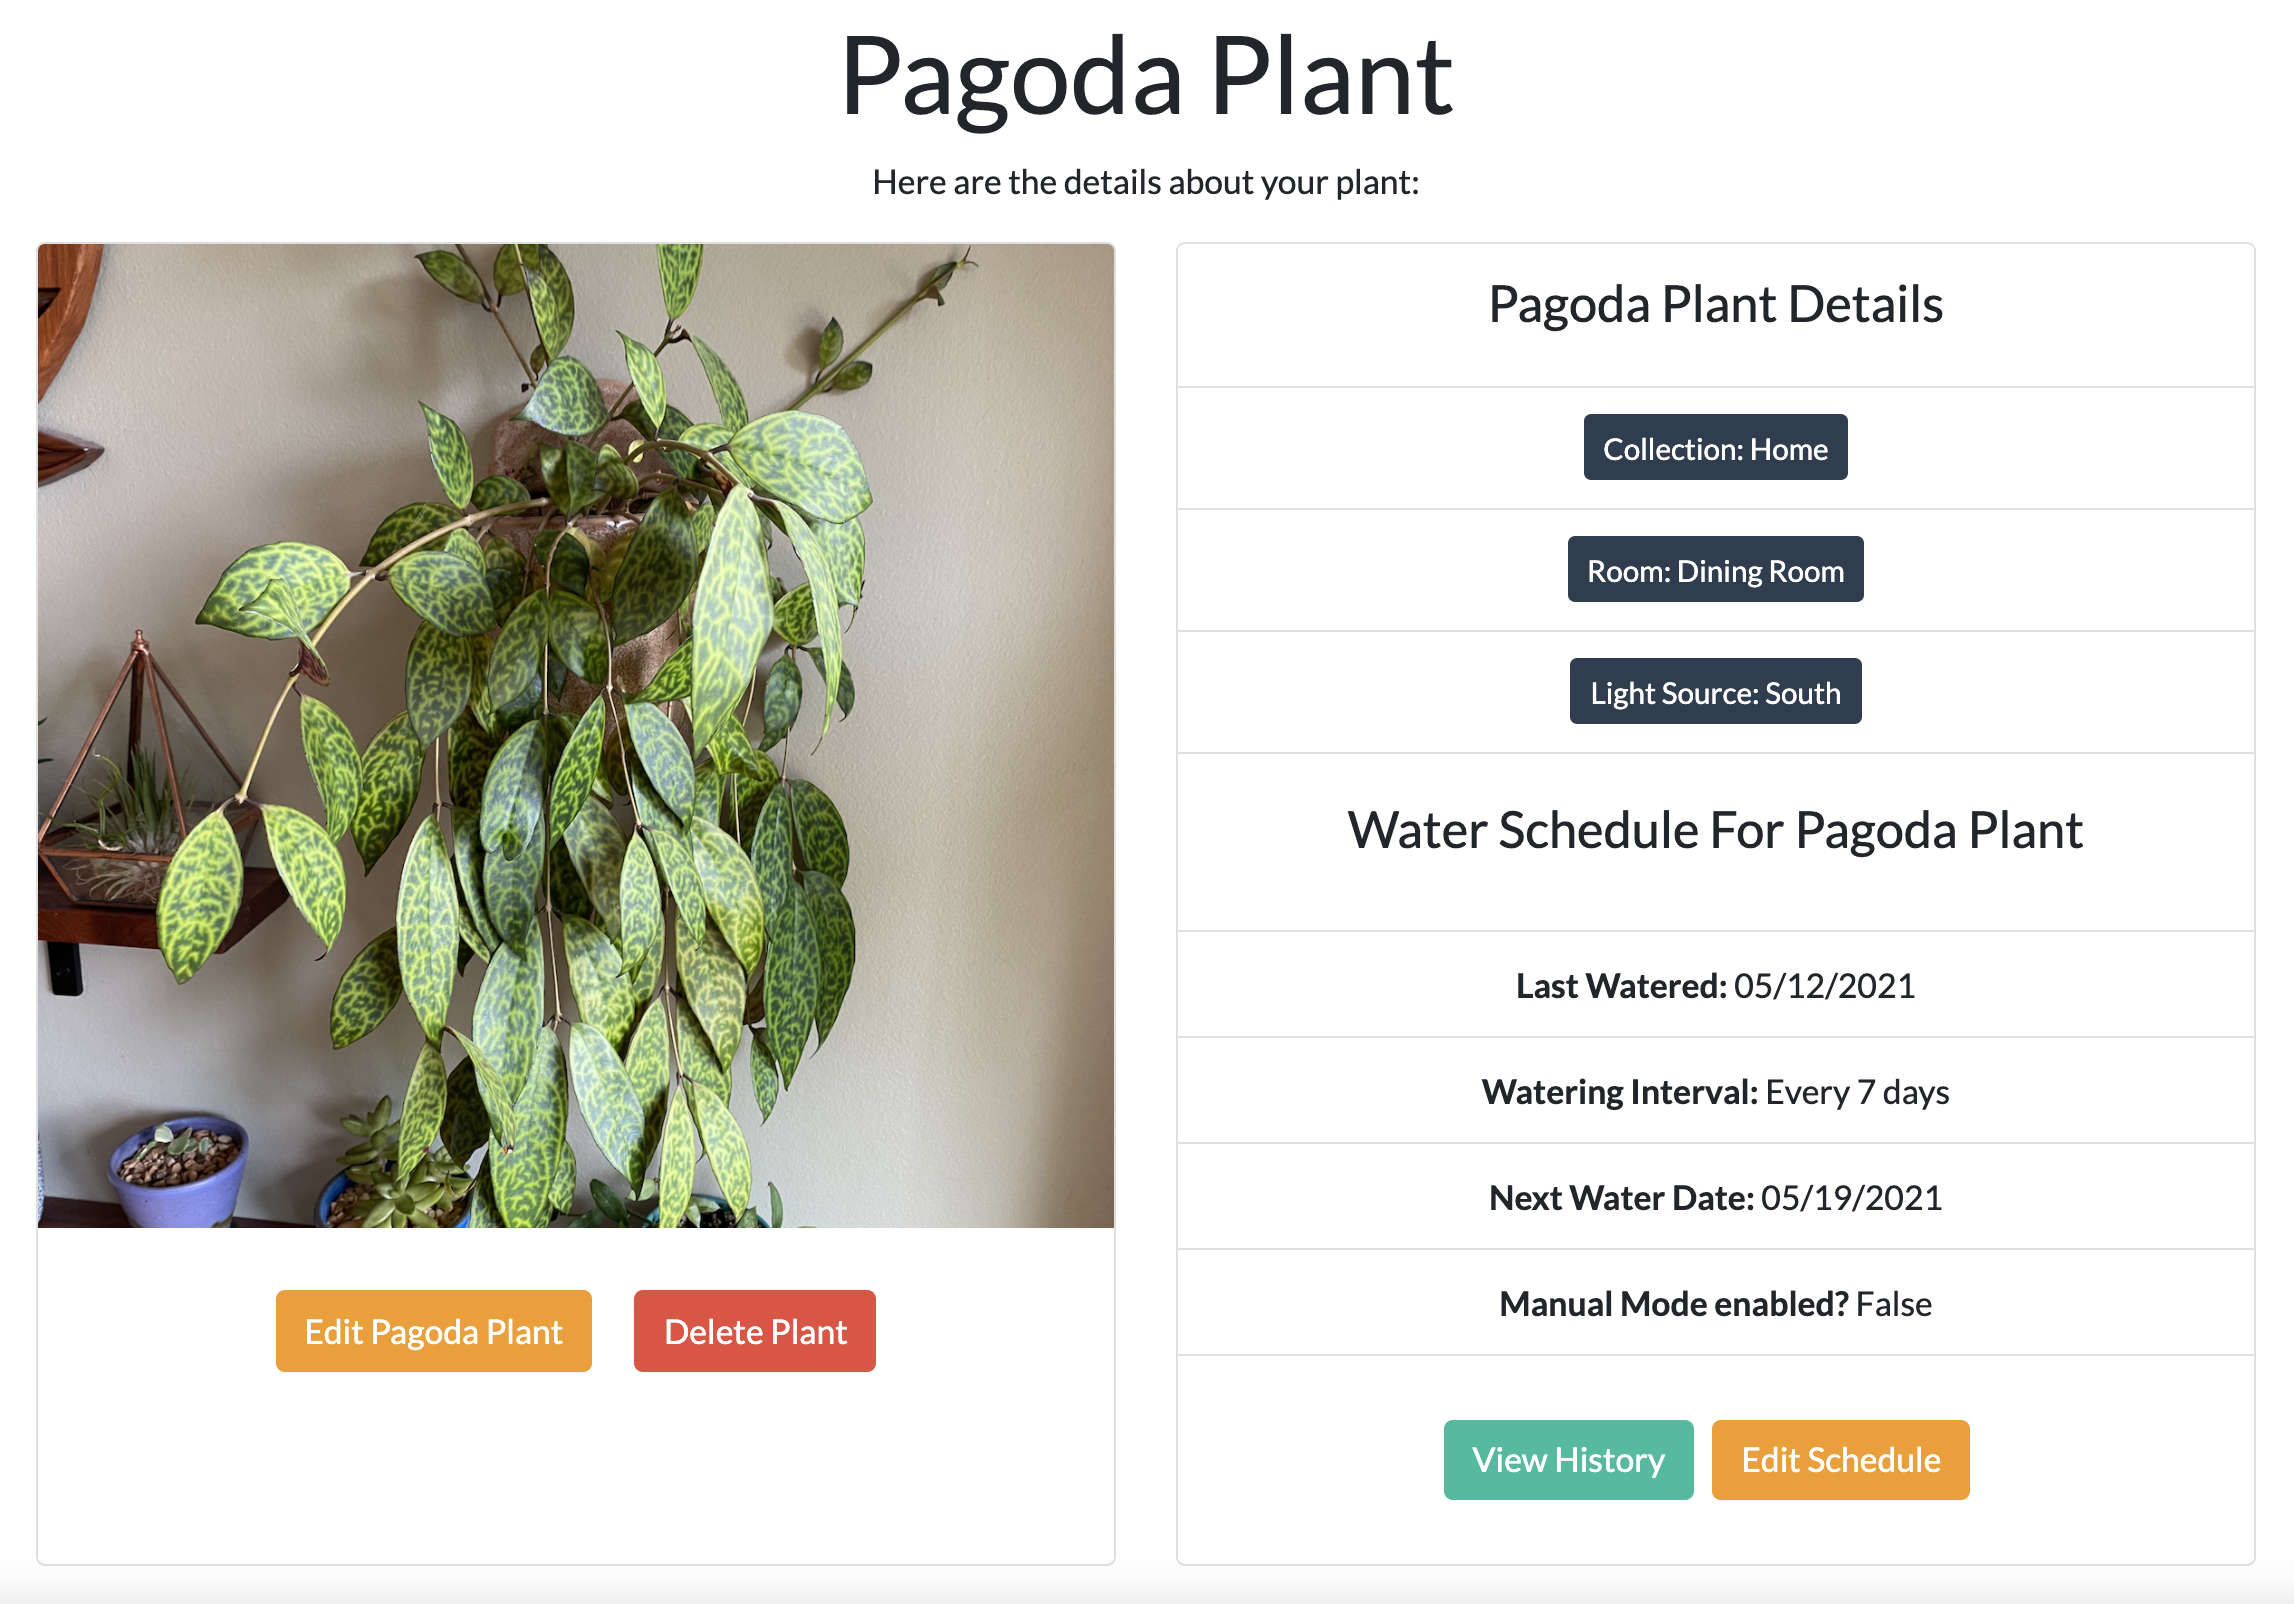 Pagoda Plant
Here are the details about your plant:
Edit Pagoda Plant
Delete Plant
Pagoda Plant Details
Collection: Home
Room: Dining Room
Light Source: South
Water Schedule For Pagoda Plant
Last Watered: 05/12/2021
Watering Interval: Every 7 days
Next Water Date: 05/19/2021
Manual Mode enabled? False
View History
Edit Schedule